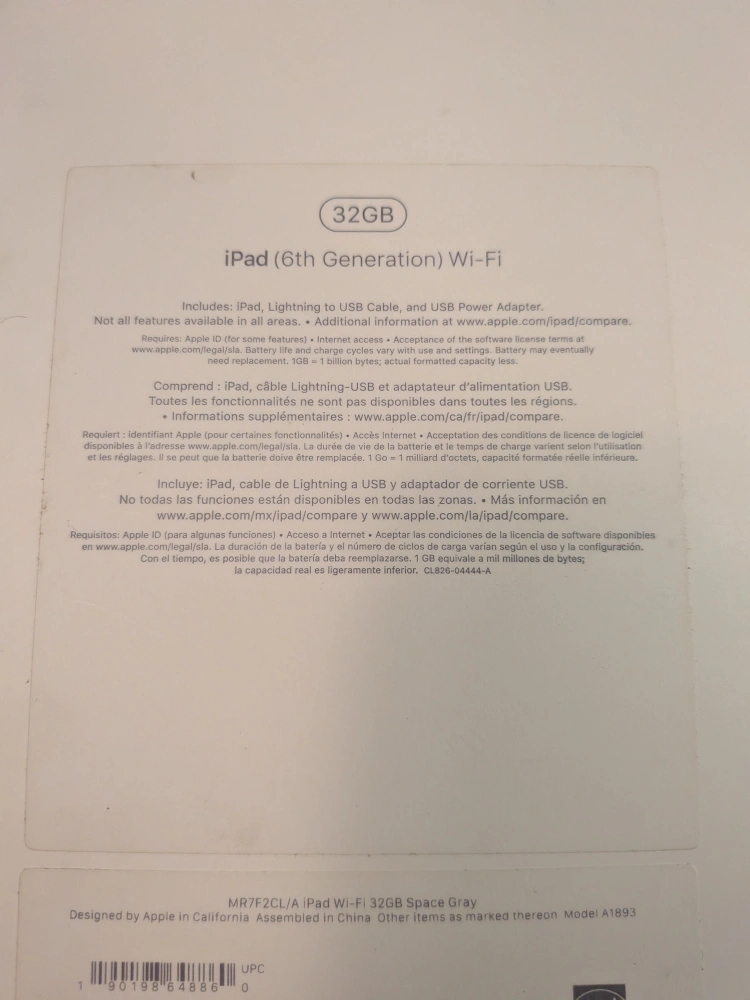 32GB
iPad (6th Generation) Wi-Fi
Includes: iPad, Lightning to USB Cable, and USB Power Adapter.
Not all features available in all areas. • Additional information at www.apple.com/ipad/compare.
Requires: Apple ID (for some features) • Internet access • Acceptance of the software license terms at
www.apple.com/legal/sla. Battery life and charge cycles vary with use and settings. Battery may eventually
need replacement. 1GB = 1 billion bytes; actual formatted capacity less.
Comprend : iPad, câble Lightning-USB et adaptateur d'alimentation USB.
Toutes les fonctionnalités ne sont pas disponibles dans toutes les régions.
• Informations supplémentaires : www.apple.com/ca/fr/ipad/compare.
Requiert : identifiant Apple (pour certaines fonctionnalités) • Accès Internet • Acceptation des conditions de licence de logiciel
disponibles à l'adresse www.apple.com/legal/sla. La durée de vie de la batterie et le temps de charge varient selon l'utilisation
et les réglages. Il se peut que la batterie doive être remplacée. 1 Go = 1 milliard d'octets, capacité formatée réelle inférieure.
Incluye: iPad, cable de Lightning a USB y adaptador de corriente USB.
No todas las funciones están disponibles en todas las zonas. • Más información en
www.apple.com/mx/ipad/compare y www.apple.com/la/ipad/compare.
Requisitos: Apple ID (para algunas funciones) • Acceso a Internet • Aceptar las condiciones de la licencia de software disponibles
en www.apple.com/legal/sla. La duración de la batería y el número de ciclos de carga varían según el uso y la configuración.
Con el tiempo, es posible que la batería deba reemplazarse. 1 GB equivale a mil millones de bytes;
la capacidad real es ligeramente inferior. CL826-04444-A
MR7F2CL/A iPad Wi-Fi 32GB Space Gray
Designed by Apple in California Assembled in China Other items as marked thereon Model A1893
UPC
1 90198 64886 0